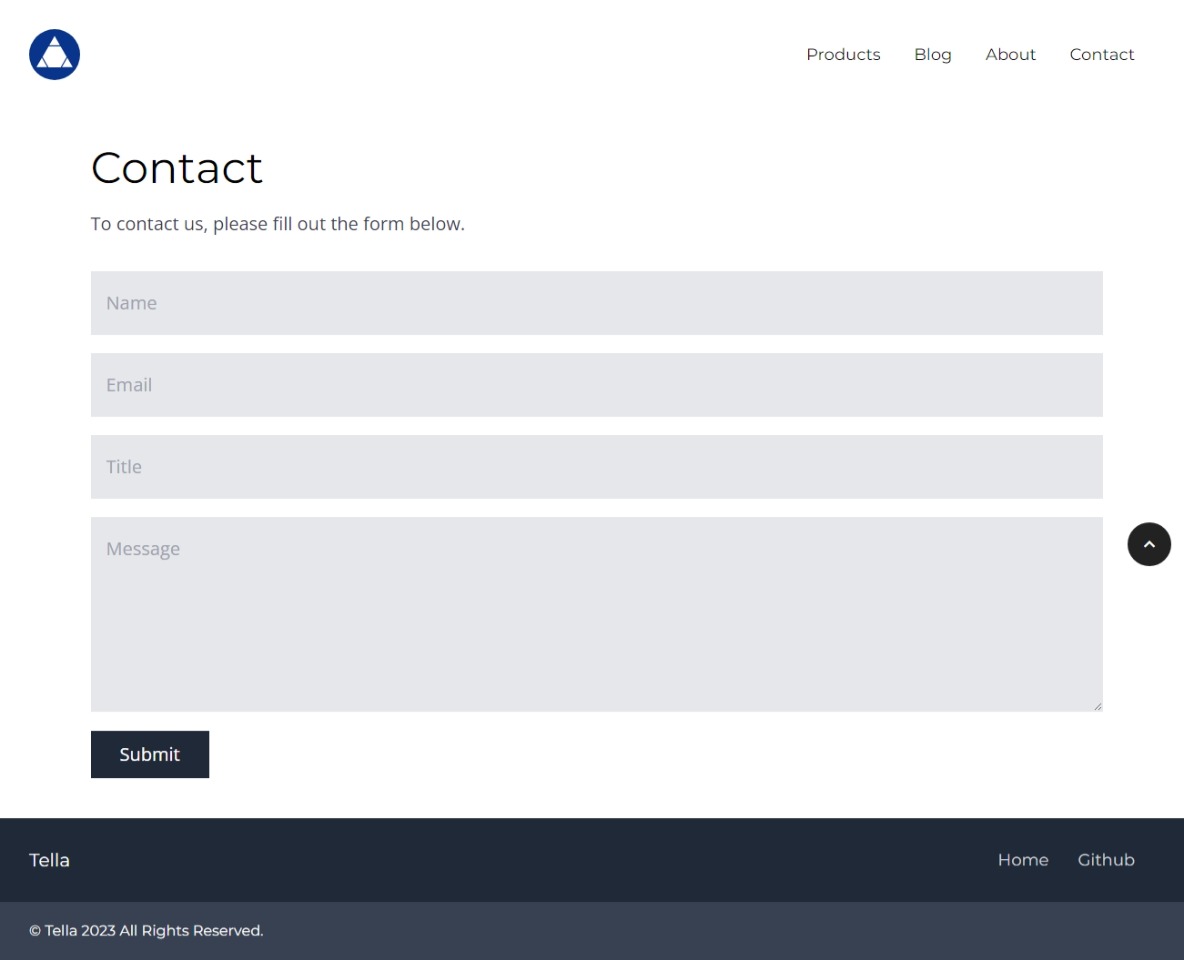 Products Blog About Contact
Contact
To contact us, please fill out the form below.
Name
Email
Title
Message
Submit
Tella Home Github
© Tella 2023 All Rights Reserved.